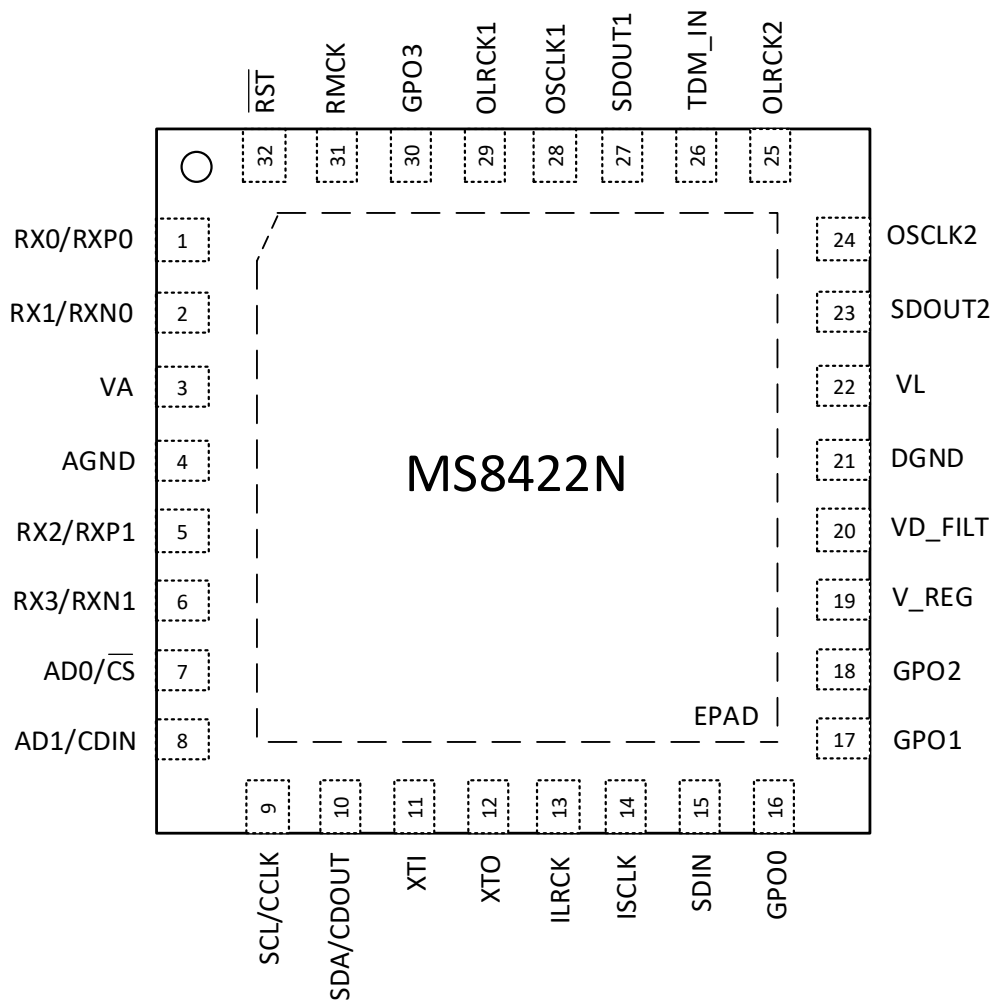 RST
RMCK
GPO3
OLRCK1
OSCLK1
SDOUT1
TDM_IN
OLRCK2
32
31
30
29
28
27
26
25
RX0/RXP0 1
RX1/RXN0 2
VA 3
AGND 4
RX2/RXP1 5
RX3/RXN1 6
AD0/CS 7
AD1/CDIN 8
MS8422N
EPAD
24 OSCLK2
23 SDOUT2
22 VL
21 DGND
20 VD_FILT
19 V_REG
18 GPO2
17 GPO1
9
10
11
12
13
14
15
16
SCL/CCLK
SDA/CDOUT
XTI
XTO
ILRCK
ISCLK
SDIN
GPO0